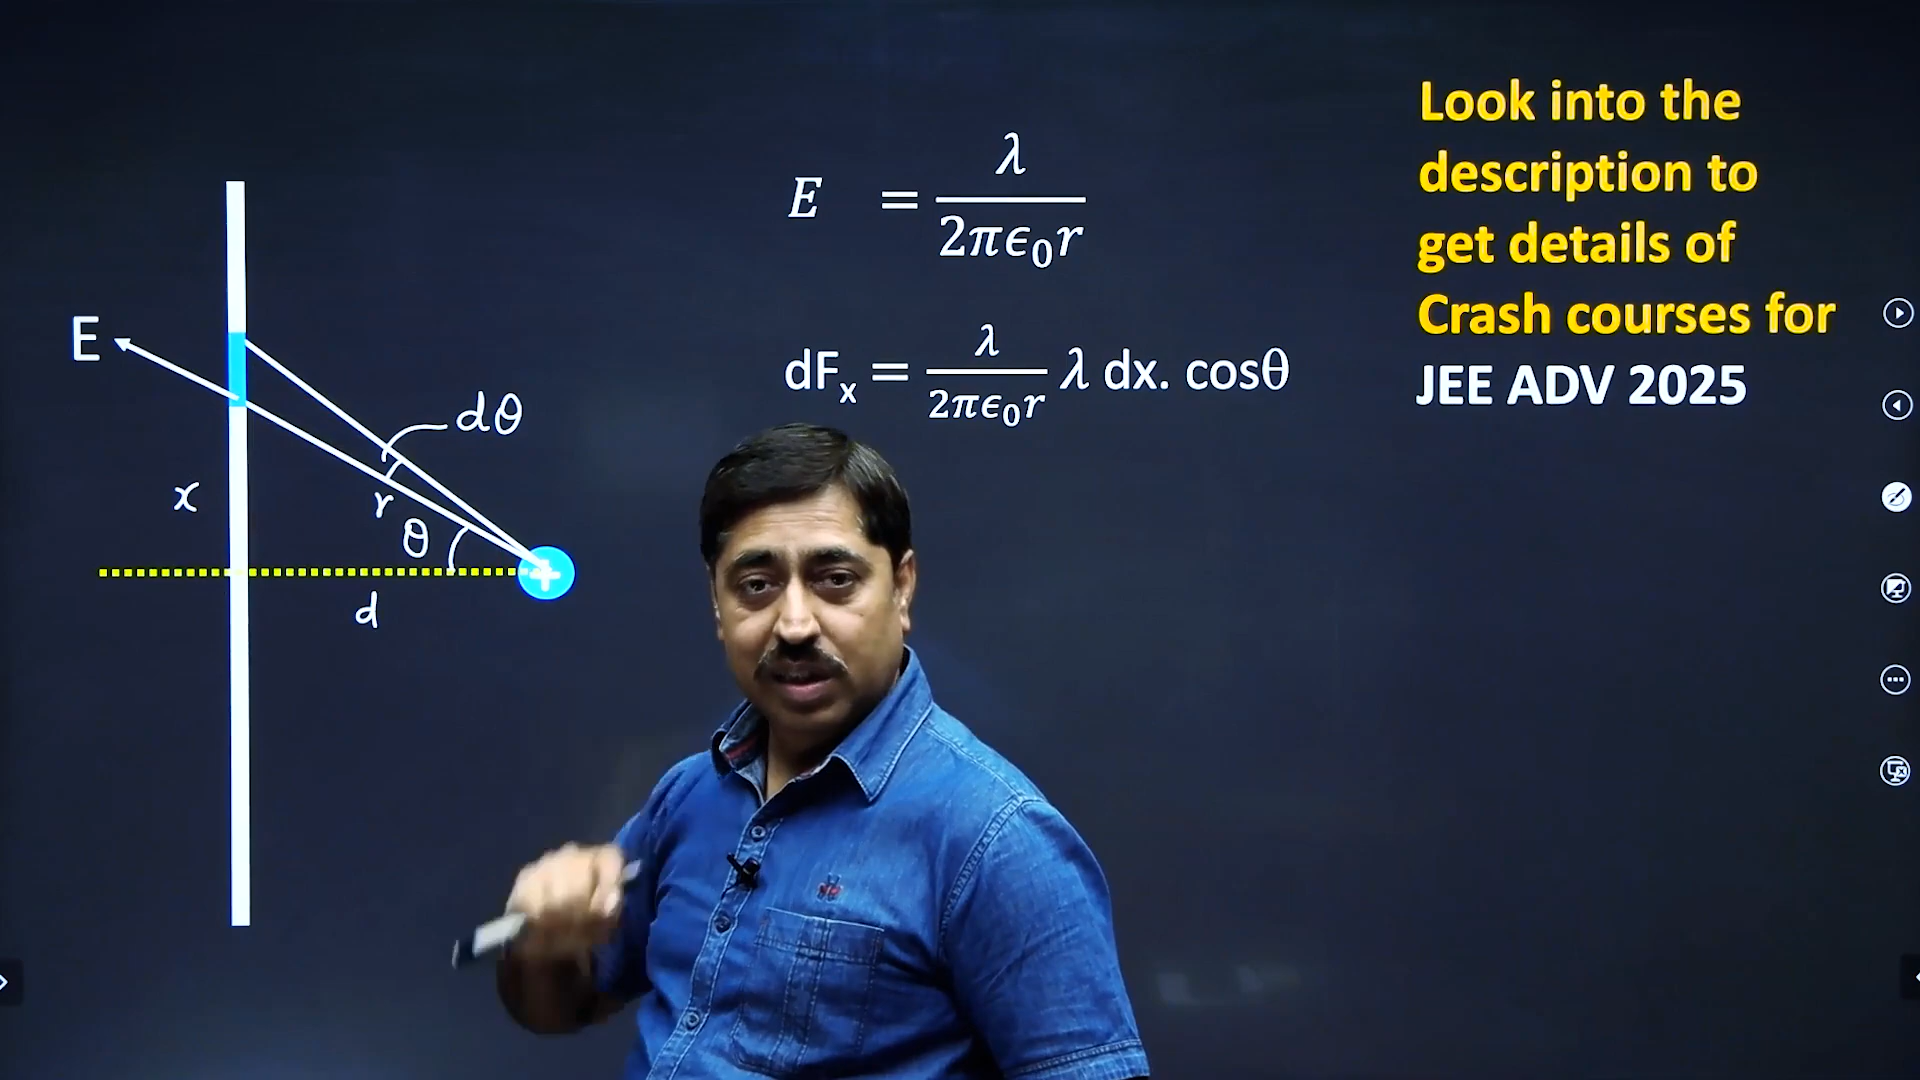 E = λ / 2πϵ₀r
dFₓ = λ / 2πϵ₀r λ dx. cosθ
Look into the
description to
get details of
Crash courses for
JEE ADV 2025
E
dθ
x
r
θ
+
d